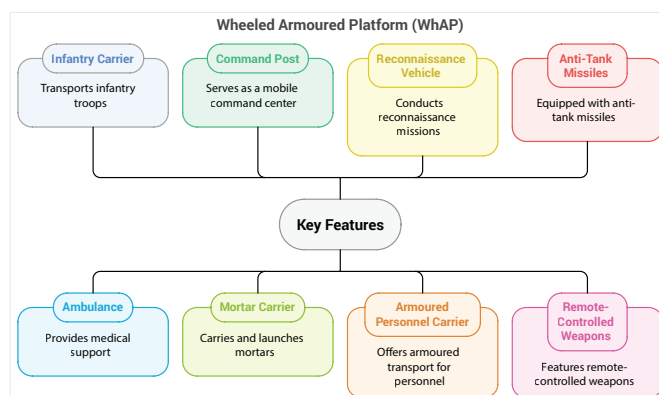 Wheeled Armoured Platform (WhAP)
Infantry Carrier
Transports infantry
troops
Command Post
Serves as a mobile
command center
Reconnaissance
Vehicle
Conducts
reconnaissance
missions
Anti-Tank
Missiles
Equipped with anti-
tank missiles
Key Features
Ambulance
Provides medical
support
Mortar Carrier
Carries and launches
mortars
Armoured
Personnel Carrier
Offers armoured
transport for
personnel
Remote-
Controlled
Weapons
Features remote-
controlled weapons